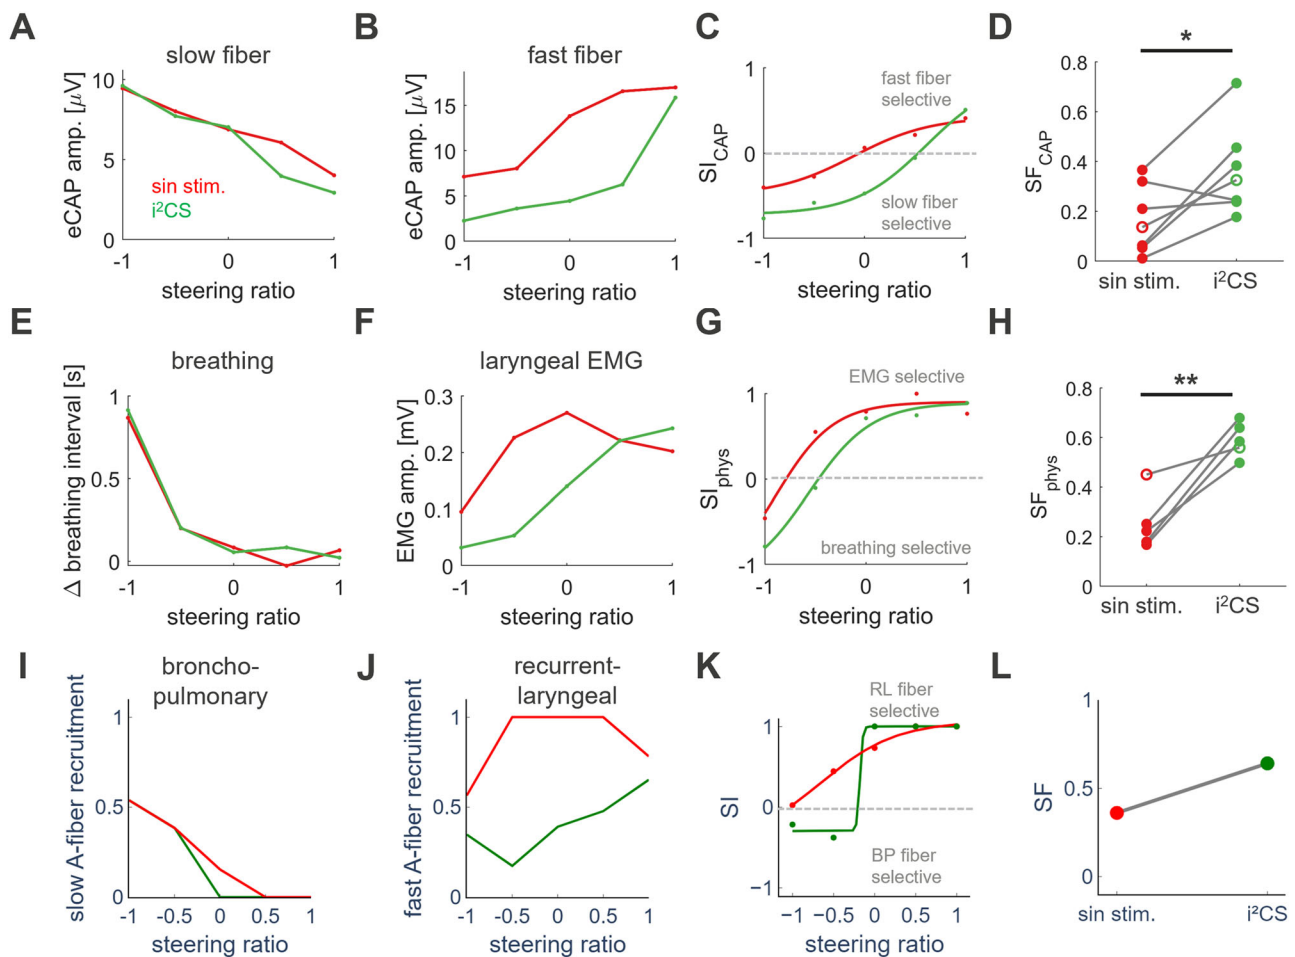 A
slow fiber
eCAP amp. [μV]
10
5
0
sin stim.
i²CS
-1
0
1
steering ratio
B
fast fiber
eCAP amp. [μV]
15
10
5
0
-1
0
1
steering ratio
C
SI_CAP
1
0
-1
fast fiber
selective
slow fiber
selective
-1
0
1
steering ratio
D
*
SF_CAP
0.8
0.6
0.4
0.2
0
sin stim.
i²CS
E
breathing
Δ breathing interval [s]
1
0.5
0
-1
0
1
steering ratio
F
laryngeal EMG
EMG amp. [mV]
0.3
0.2
0.1
0
-1
0
1
steering ratio
G
SI_phys
1
0
-1
EMG selective
breathing selective
-1
0
1
steering ratio
H
**
SF_phys
0.8
0.6
0.4
0.2
0
sin stim.
i²CS
I
broncho-
pulmonary
slow A-fiber recruitment
1
0.5
0
-1
-0.5
0
0.5
1
steering ratio
J
recurrent-
laryngeal
fast A-fiber recruitment
1
0.5
0
-1
-0.5
0
0.5
1
steering ratio
K
SI
1
0
−1
RL fiber
selective
BP fiber
selective
−1
−0.5
0
0.5
1
steering ratio
L
SF
1
0.5
0
sin stim.
i²CS